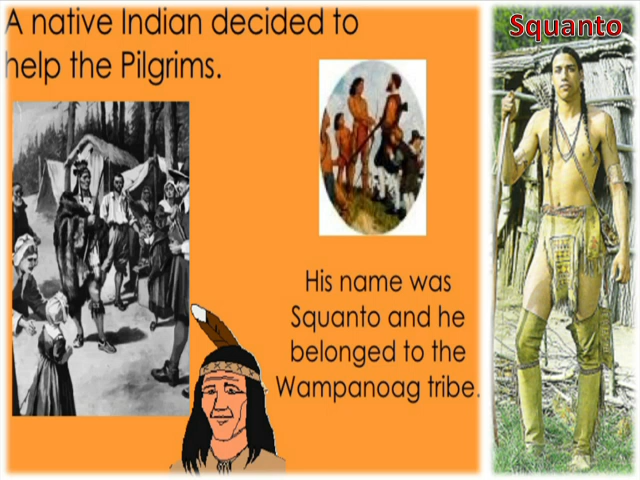 A native Indian decided to
help the Pilgrims.
Squanto
His name was
Squanto and he
belonged to the
Wampanoag tribe.